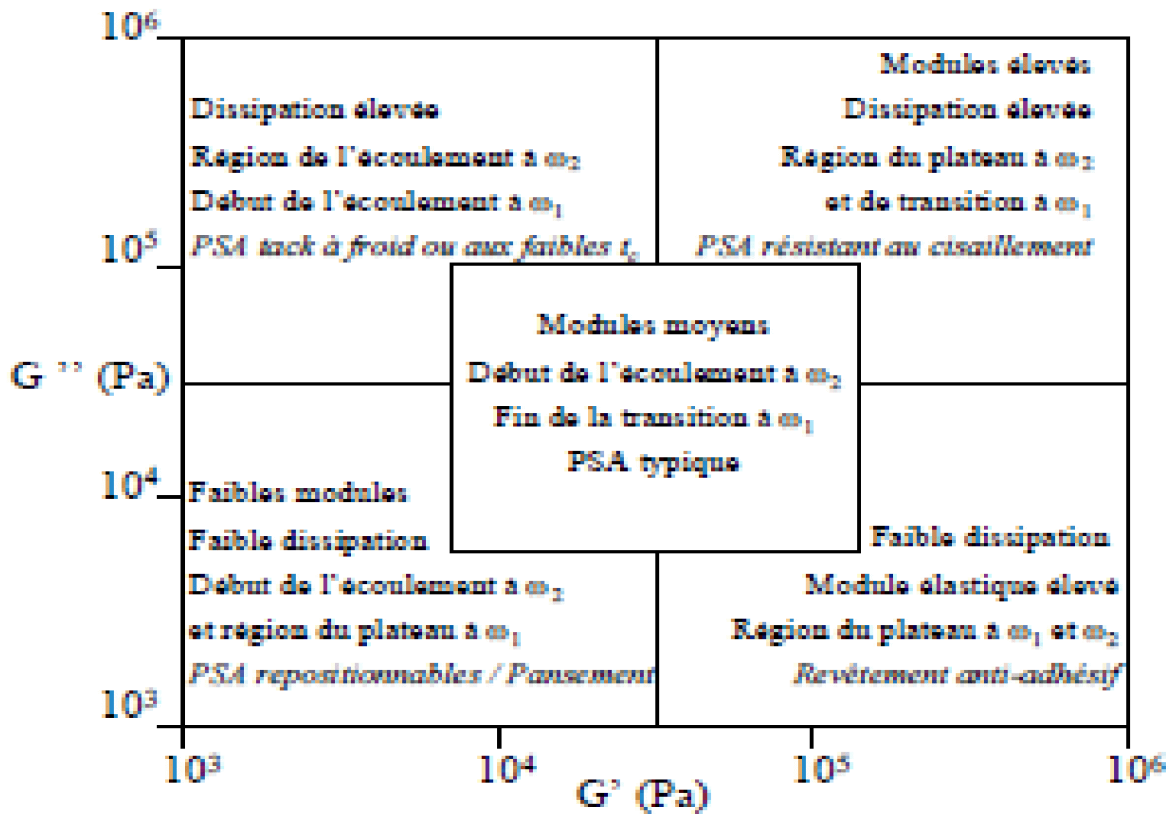 10⁶
Modules élevés
Dissipation élevée
Dissipation élevée
Région de l'écoulement à ω₂
Région du plateau à ω₂
Début de l'écoulement à ω₁
et de transition à ω₁
PSA tack à froid ou aux faibles t꜀
PSA résistant au cisaillement
10⁵
Modules moyens
G '' (Pa)
Début de l'écoulement à ω₂
Fin de la transition à ω₁
PSA typique
10⁴
Faibles modules
Faible dissipation
Faible dissipation
Début de l'écoulement à ω₂
Module élastique élevé
et région du plateau à ω₁
Région du plateau à ω₁ et ω₂
PSA repositionnables / Pansement
Revêtement anti-adhésif
10³
10³
10⁴
10⁵
10⁶
G' (Pa)